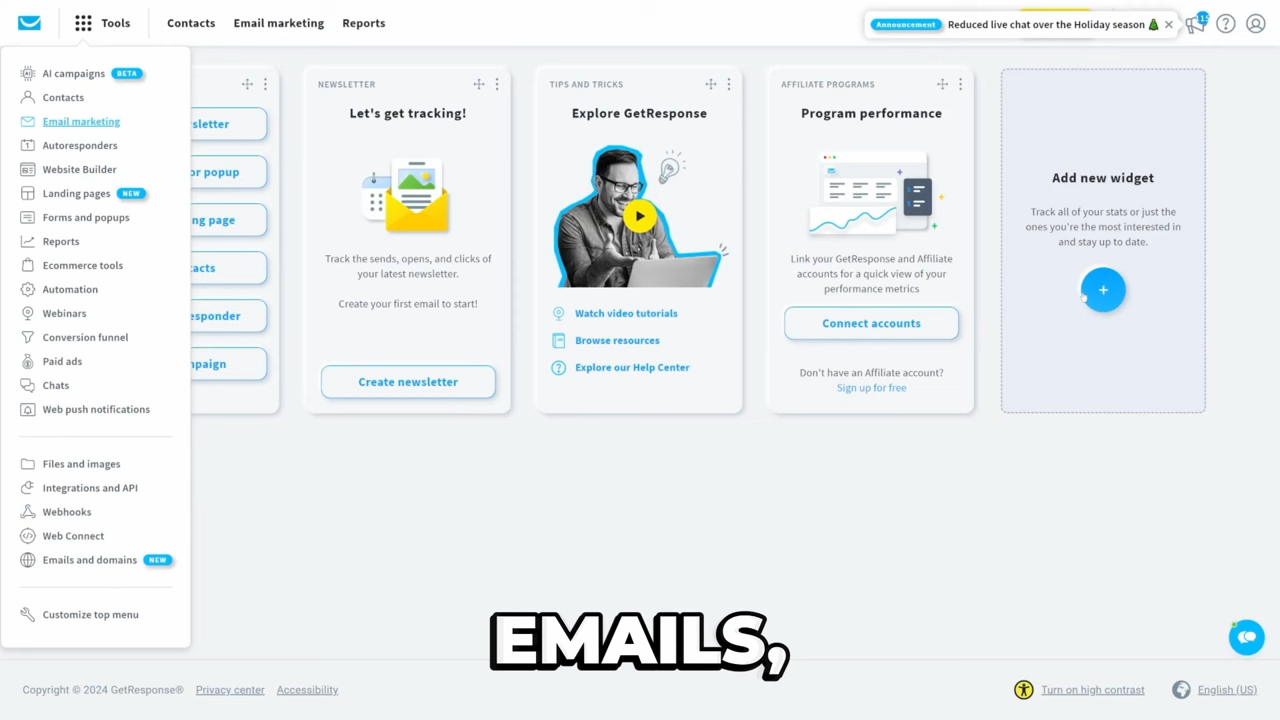 Tools
Contacts
Email marketing
Reports
Announcement
Reduced live chat over the Holiday season
AI campaigns
BETA
Contacts
Email marketing
Autoresponders
Website Builder
Landing pages
NEW
Forms and popups
Reports
Ecommerce tools
Automation
Webinars
Conversion funnel
Paid ads
Chats
Web push notifications
Files and images
Integrations and API
Webhooks
Web Connect
Emails and domains
NEW
Customize top menu
NEWSLETTER
Let's get tracking!
Track the sends, opens, and clicks of
your latest newsletter.
Create your first email to start!
Create newsletter
TIPS AND TRICKS
Explore GetResponse
Watch video tutorials
Browse resources
Explore our Help Center
AFFILIATE PROGRAMS
Program performance
Link your GetResponse and Affiliate
accounts for a quick view of your
performance metrics
Connect accounts
Don't have an Affiliate account?
Sign up for free
Add new widget
Track all of your stats or just the
ones you're the most interested in
and stay up to date.
EMAILS,
Copyright © 2024 GetResponse®
Privacy center
Accessibility
Turn on high contrast
English (US)